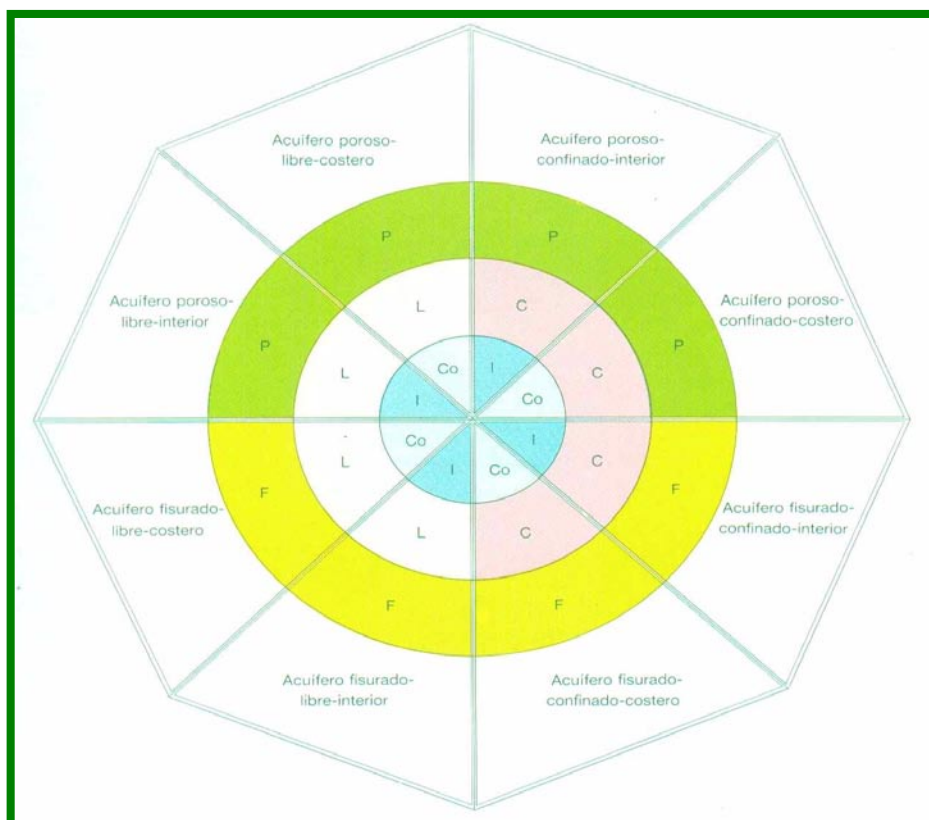 Acuífero poroso-
libre-costero
Acuífero poroso-
confinado-interior
P
P
Acuífero poroso-
libre-interior
Acuífero poroso-
confinado-costero
L
C
P
P
Co
I
L
C
I
Co
Co
I
L
C
I
Co
F
F
Acuífero fisurado-
libre-costero
Acuífero fisurado-
confinado-interior
L
C
F
F
Acuífero fisurado-
libre-interior
Acuífero fisurado-
confinado-costero